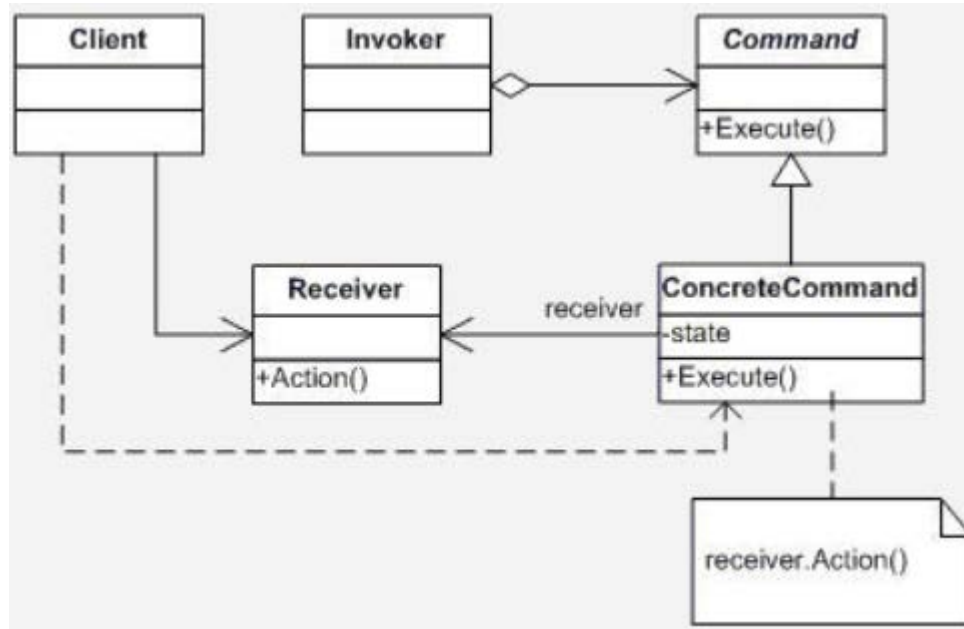 Client
Invoker
Command
+Execute()
Receiver
+Action()
receiver
ConcreteCommand
-state
+Execute()
receiver.Action()